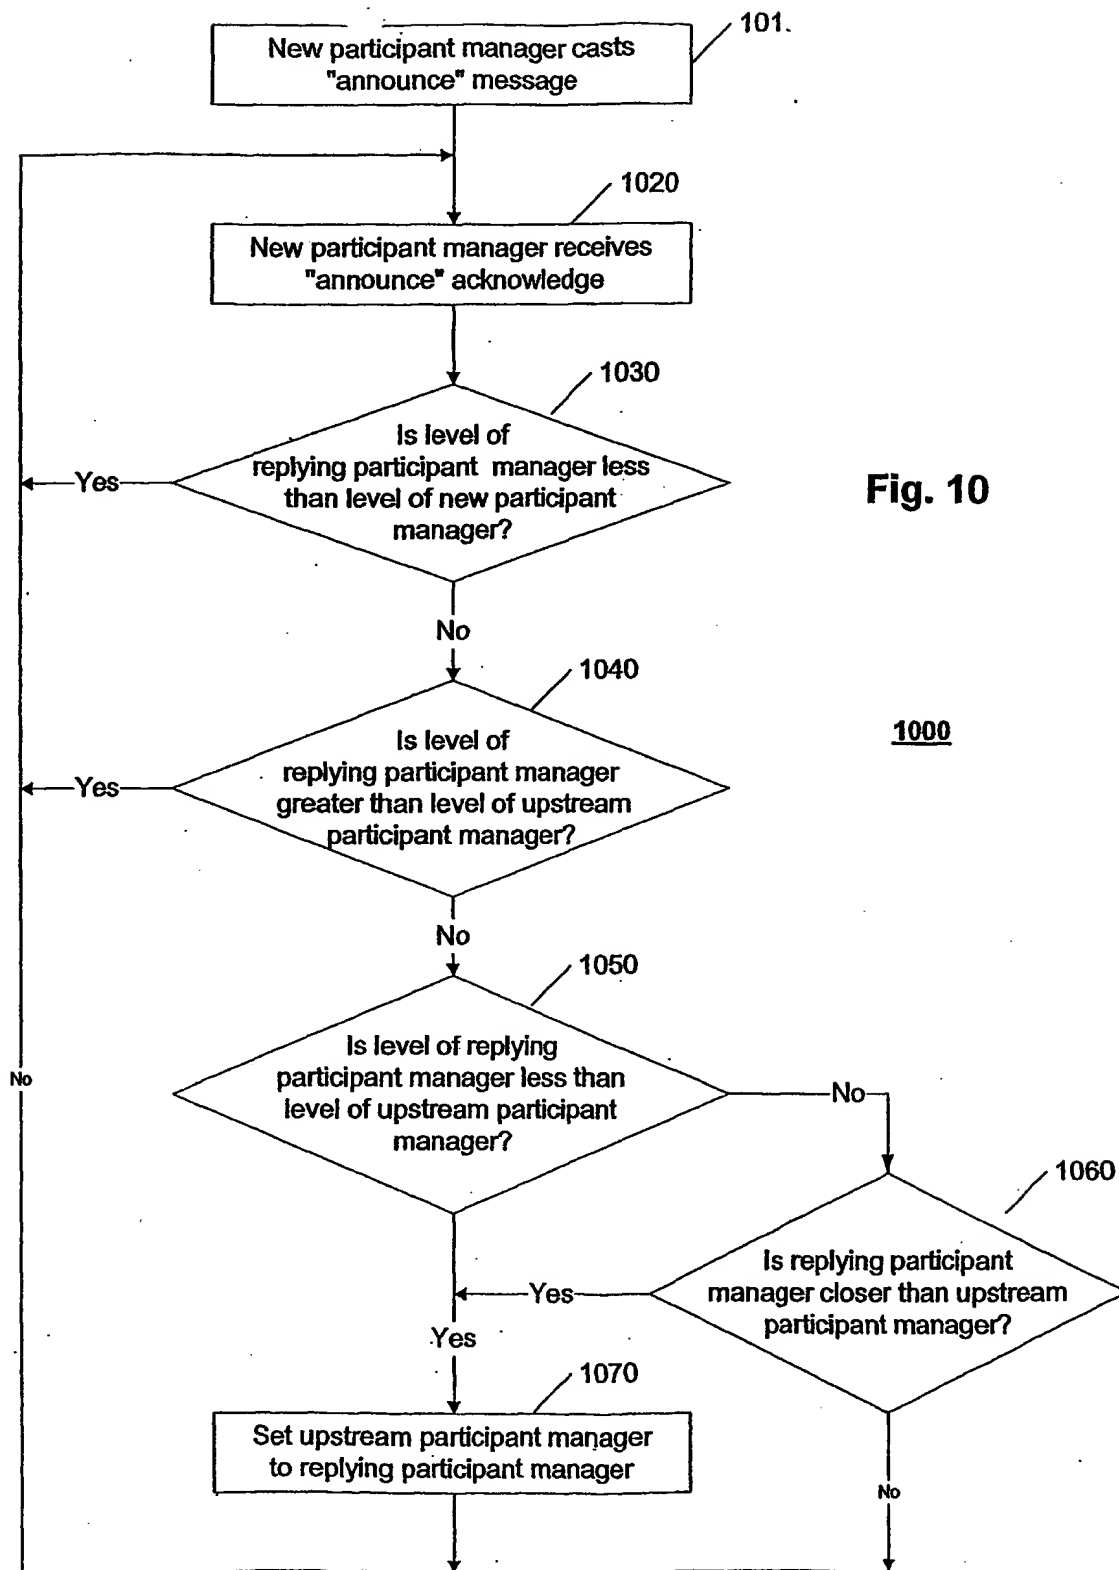 101.
New participant manager casts
"announce" message
1020
New participant manager receives
"announce" acknowledge
1030
Is level of
replying participant manager less
than level of new participant
manager?
Yes
Fig. 10
No
1040
Is level of
replying participant manager
greater than level of upstream
participant manager?
Yes
1000
No
1050
Is level of replying
participant manager less than
level of upstream participant
manager?
No
No
1060
Is replying participant
manager closer than upstream
participant manager?
Yes
Yes
1070
Set upstream participant manager
to replying participant manager
No